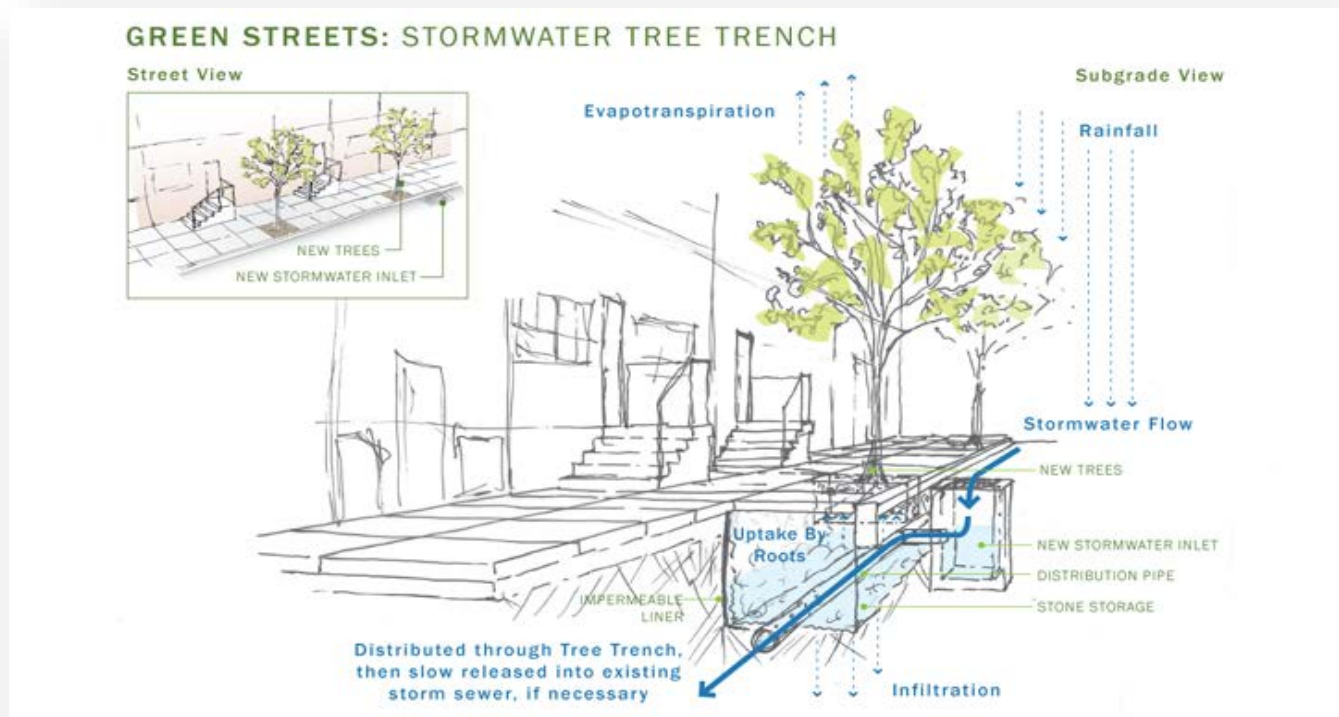 GREEN STREETS: STORMWATER TREE TRENCH
Street View
Subgrade View
NEW TREES
NEW STORMWATER INLET
Evapotranspiration
Rainfall
Stormwater Flow
NEW TREES
Uptake By
Roots
NEW STORMWATER INLET
DISTRIBUTION PIPE
STONE STORAGE
IMPERMEABLE
LINER
Distributed through Tree Trench,
then slow released into existing
storm sewer, if necessary
Infiltration